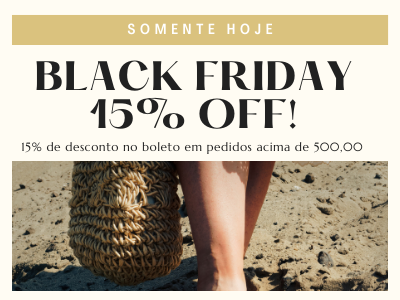 SOMENTE HOJE
BLACK FRIDAY
15% OFF!
15% de desconto no boleto em pedidos acima de 500,00